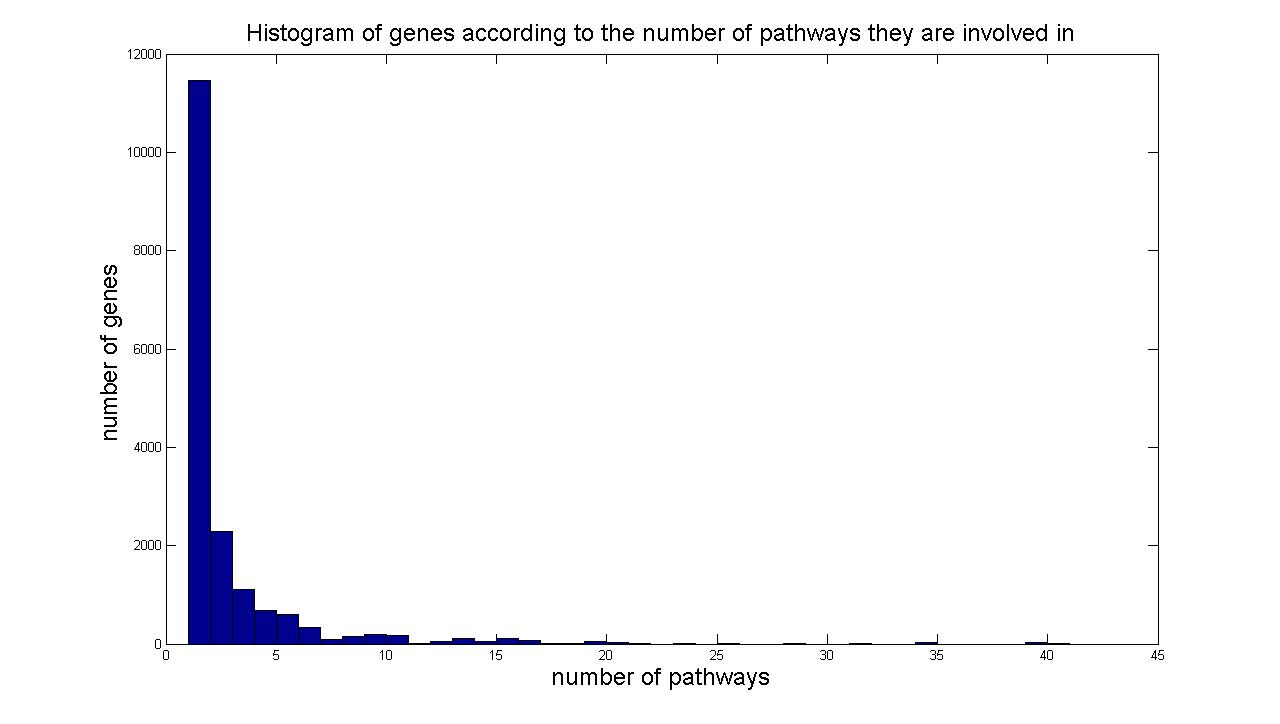 Histogram of genes according to the number of pathways they are involved in
12000
10000
8000
6000
4000
2000
0
number of genes
0 5 10 15 20 25 30 35 40 45
number of pathways